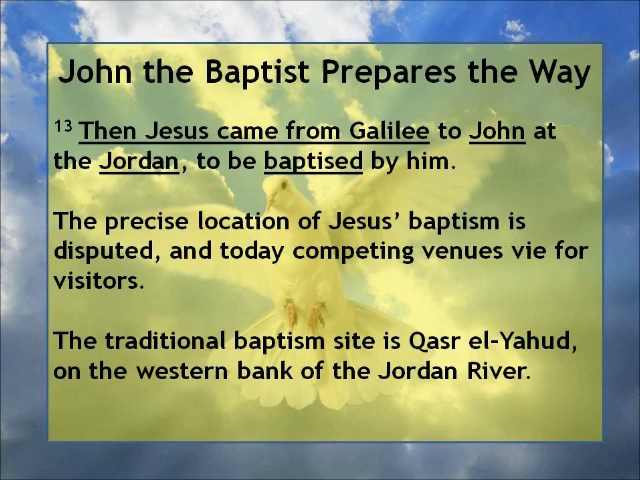 John the Baptist Prepares the Way
13 Then Jesus came from Galilee to John at
the Jordan, to be baptised by him.
The precise location of Jesus’ baptism is
disputed, and today competing venues vie for
visitors.
The traditional baptism site is Qasr el-Yahud,
on the western bank of the Jordan River.